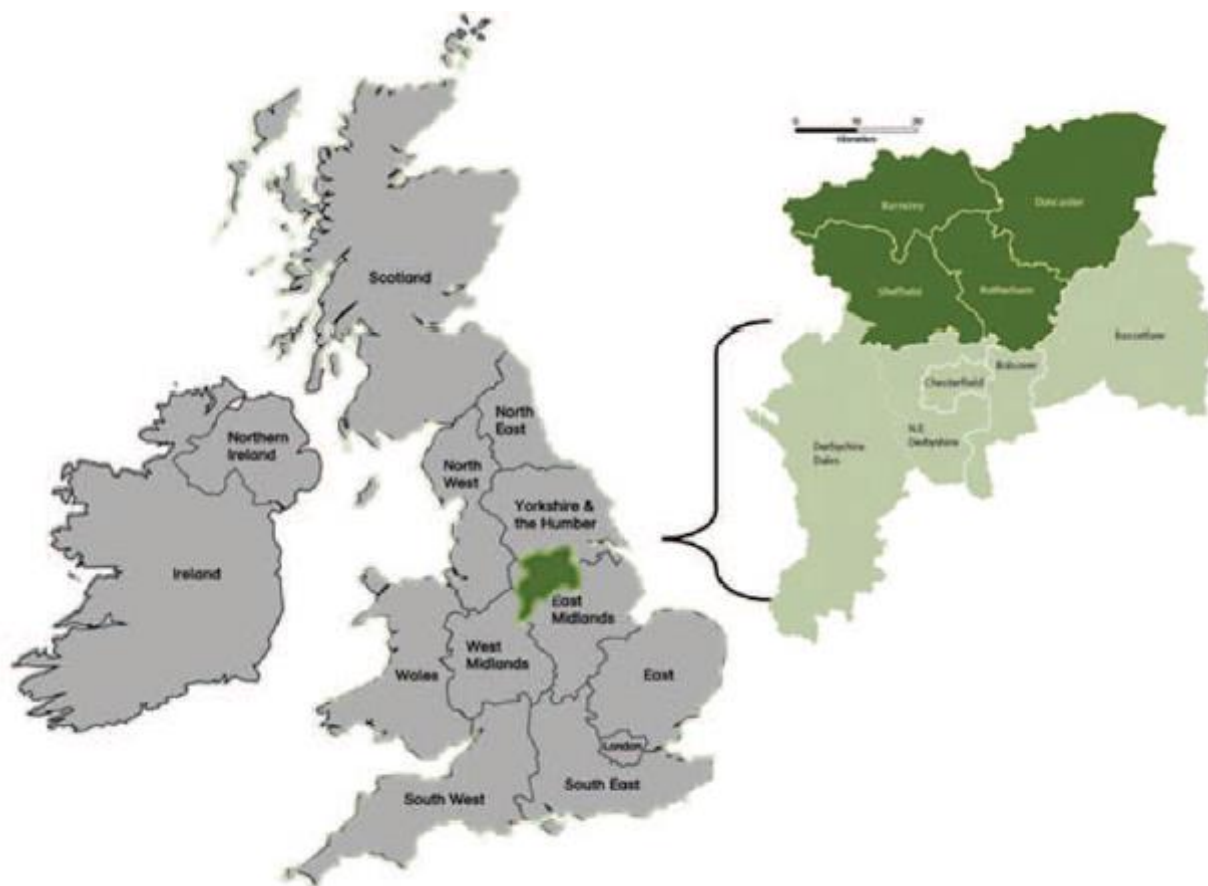 Scotland
North
East
Northern
Ireland
North
West
Yorkshire &
the Humber
Ireland
East
Midlands
West
Midlands
Wales
East
London
South East
South West
0
Barnsley
Doncaster
Sheffield
Rotherham
Bassetlaw
Bolsover
Chesterfield
N.E
Derbyshire
Derbyshire
Dales